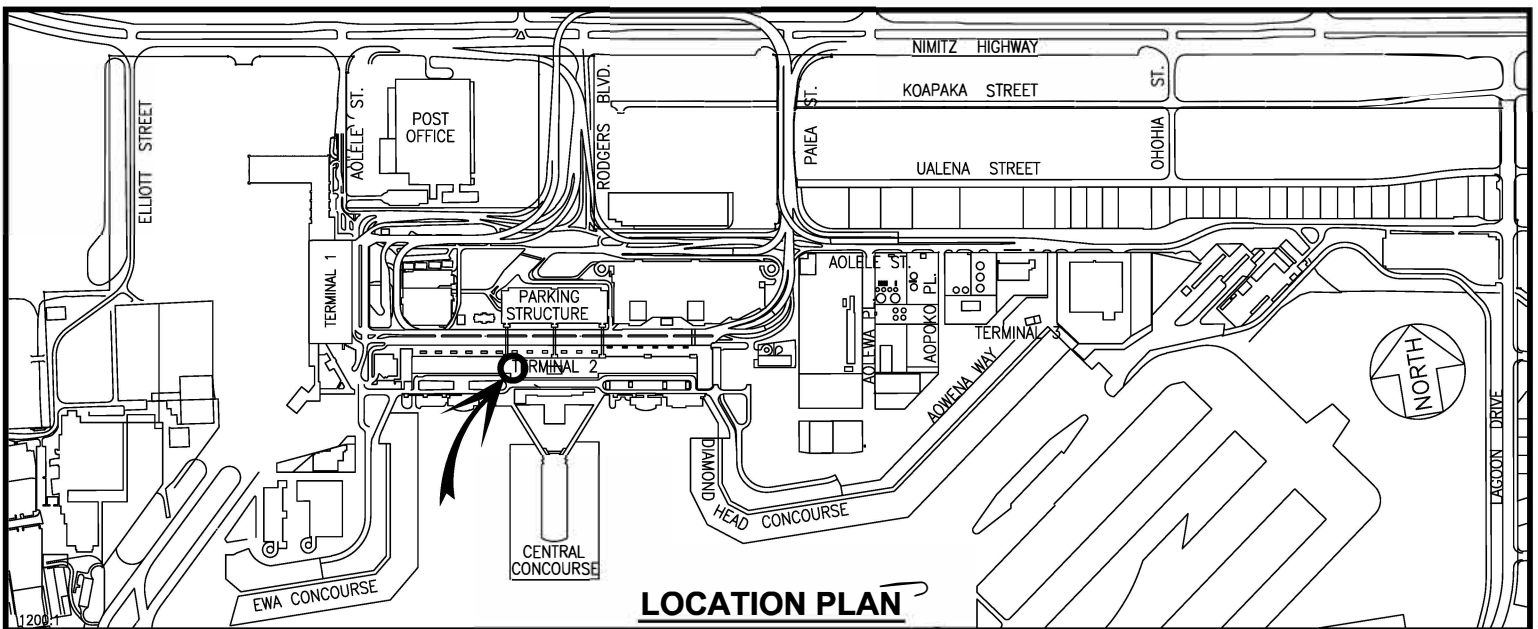 NIMITZ HIGHWAY
KOAPAKA STREET
UALENA STREET
ELLIOTT STREET
AOLELE ST.
POST
OFFICE
RODGERS BLVD.
PAIEA ST.
OHOHIA ST.
TERMINAL 1
PARKING
STRUCTURE
AOLELE ST.
TERMINAL 2
AOLEWA PL.
AOPOKO PL.
TERMINAL 3
AOWENA WAY
NORTH
LAGOON DRIVE
DIAMOND
HEAD CONCOURSE
CENTRAL
CONCOURSE
EWA CONCOURSE
LOCATION PLAN